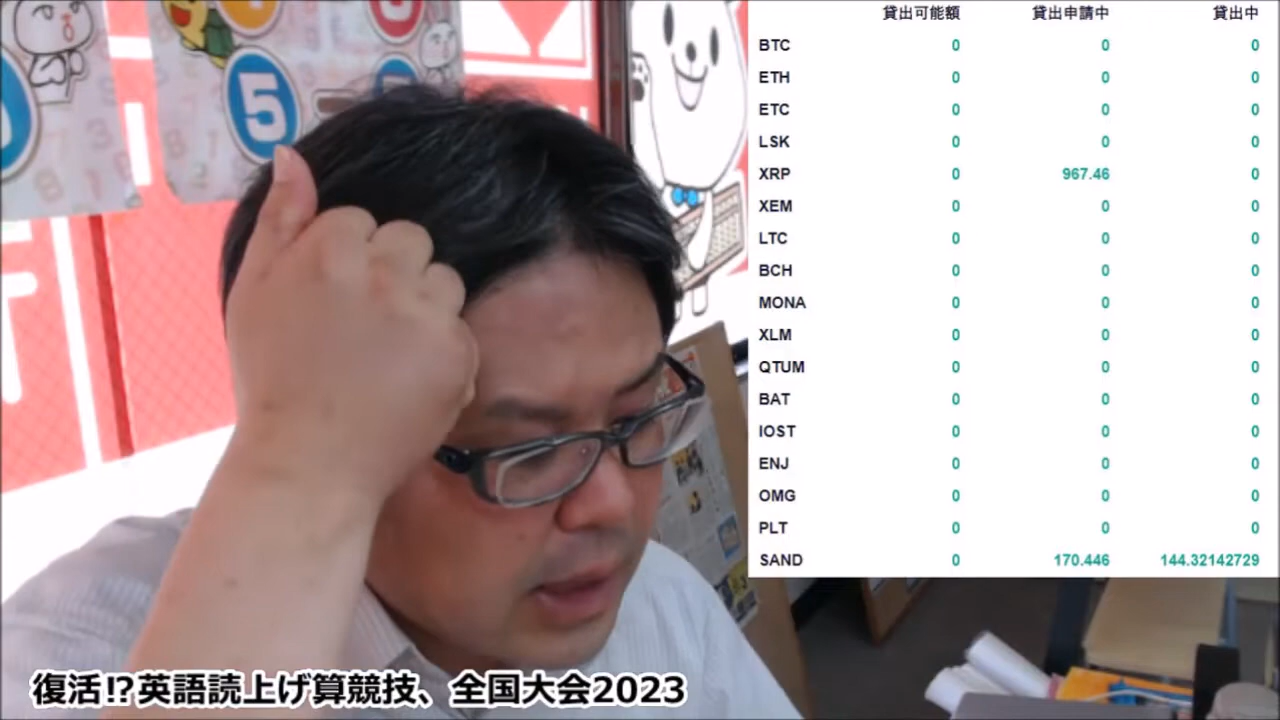 貸出可能額 貸出申請中 貸出中
BTC 0 0 0
ETH 0 0 0
ETC 0 0 0
LSK 0 0 0
XRP 0 967.46 0
XEM 0 0 0
LTC 0 0 0
BCH 0 0 0
MONA 0 0 0
XLM 0 0 0
QTUM 0 0 0
BAT 0 0 0
IOST 0 0 0
ENJ 0 0 0
OMG 0 0 0
PLT 0 0 0
SAND 0 170.446 144.32142729
5
復活!?英語読上げ算競技、全国大会2023